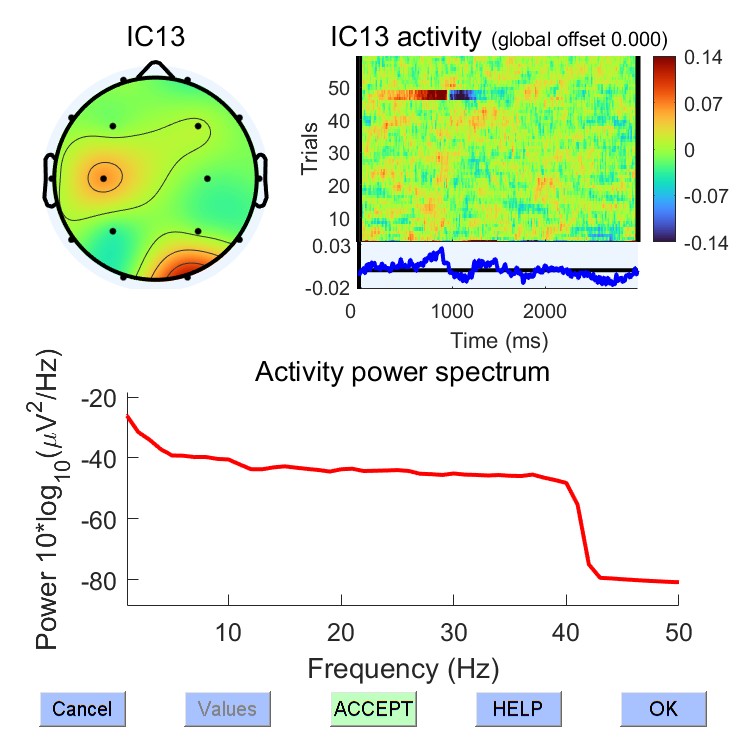 IC13
IC13 activity (global offset 0.000)
Trials
50
40
30
20
10
0.14
0.07
0
-0.07
-0.14
0.03
-0.02
0
1000
2000
Time (ms)
Activity power spectrum
Power 10*log10(μV2/Hz)
-20
-40
-60
-80
10
20
30
40
50
Frequency (Hz)
Cancel
Values
ACCEPT
HELP
OK